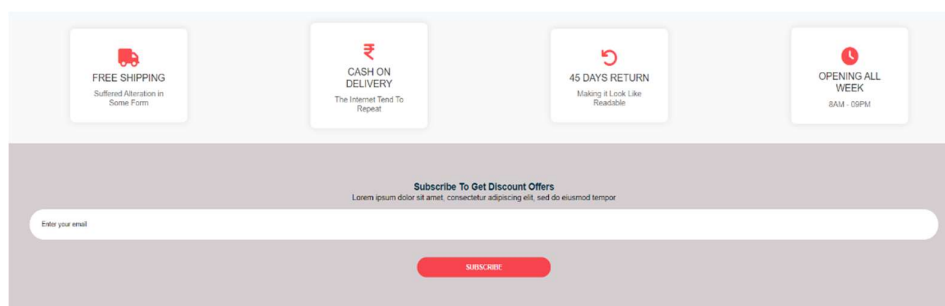 FREE SHIPPING
Suffered Alteration in
Some Form
₹
CASH ON
DELIVERY
The Internet Tend To
Repeat
45 DAYS RETURN
Making it Look Like
Readable
OPENING ALL
WEEK
8AM - 09PM
Subscribe To Get Discount Offers
Lorem ipsum dolor sit amet, consectetur adipiscing elit, sed do eiusmod tempor
Enter your email
SUBSCRIBE